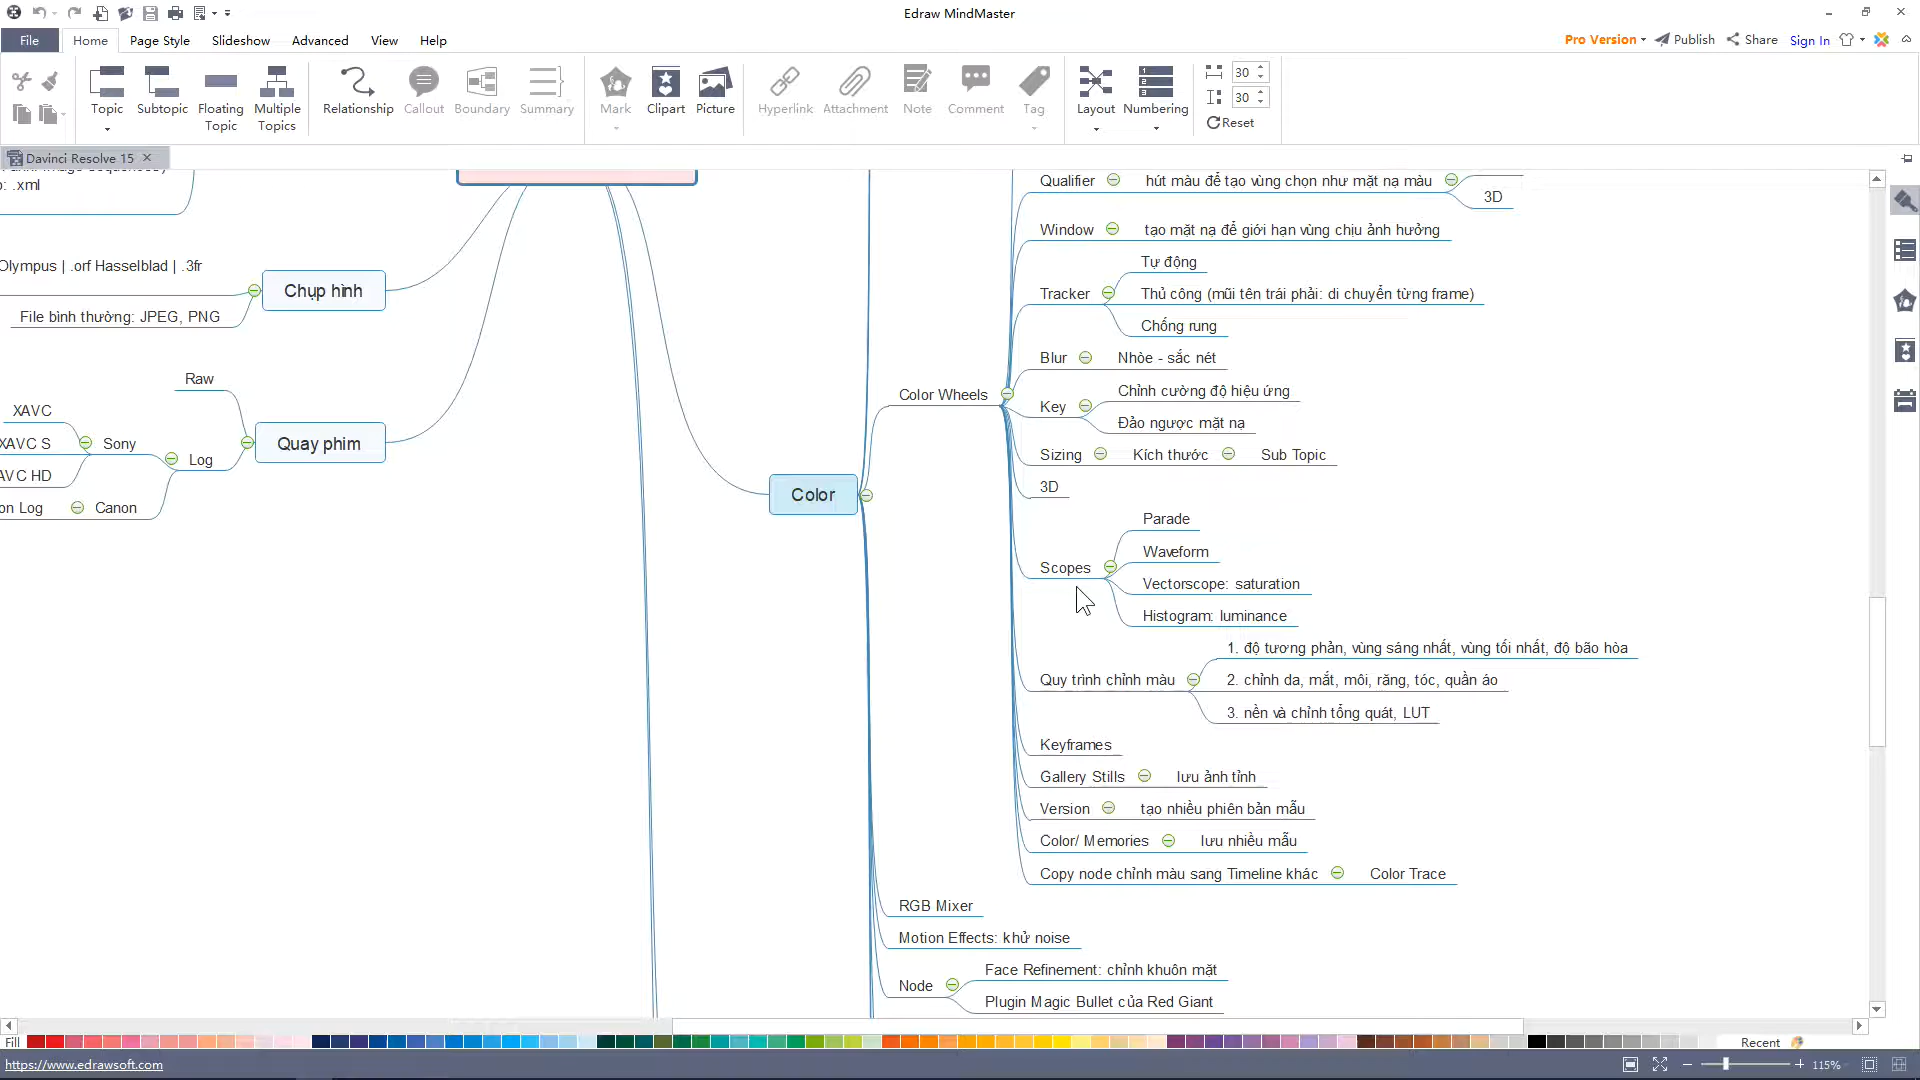 Edraw MindMaster
File
Home
Page Style
Slideshow
Advanced
View
Help
Pro Version
Publish
Share
Sign In
Topic
Subtopic
Floating Topic
Multiple Topics
Relationship
Callout
Boundary
Summary
Mark
Clipart
Picture
Hyperlink
Attachment
Note
Comment
Tag
Layout
Numbering
30
30
Reset
Davinci Resolve 15
: .xml
Olympus | .orf Hasselblad | .3fr
File bình thường: JPEG, PNG
Chụp hình
Raw
XAVC
XAVC S
AVC HD
Sony
on Log
Canon
Log
Quay phim
Color
Color Wheels
Qualifier
hút màu để tạo vùng chọn như mặt nạ màu
3D
Window
tạo mặt nạ để giới hạn vùng chịu ảnh hưởng
Tracker
Tự động
Thủ công (mũi tên trái phải: di chuyển từng frame)
Chống rung
Blur
Nhòe - sắc nét
Key
Chỉnh cường độ hiệu ứng
Đảo ngược mặt nạ
Sizing
Kích thước
Sub Topic
3D
Scopes
Parade
Waveform
Vectorscope: saturation
Histogram: luminance
Quy trình chỉnh màu
1. độ tương phản, vùng sáng nhất, vùng tối nhất, độ bão hòa
2. chỉnh da, mắt, môi, răng, tóc, quần áo
3. nền và chỉnh tổng quát, LUT
Keyframes
Gallery Stills
lưu ảnh tỉnh
Version
tạo nhiều phiên bản mẫu
Color/ Memories
lưu nhiều mẫu
Copy node chỉnh màu sang Timeline khác
Color Trace
RGB Mixer
Motion Effects: khử noise
Node
Face Refinement: chỉnh khuôn mặt
Plugin Magic Bullet của Red Giant
Fill
Recent
https://www.edrawsoft.com
115%